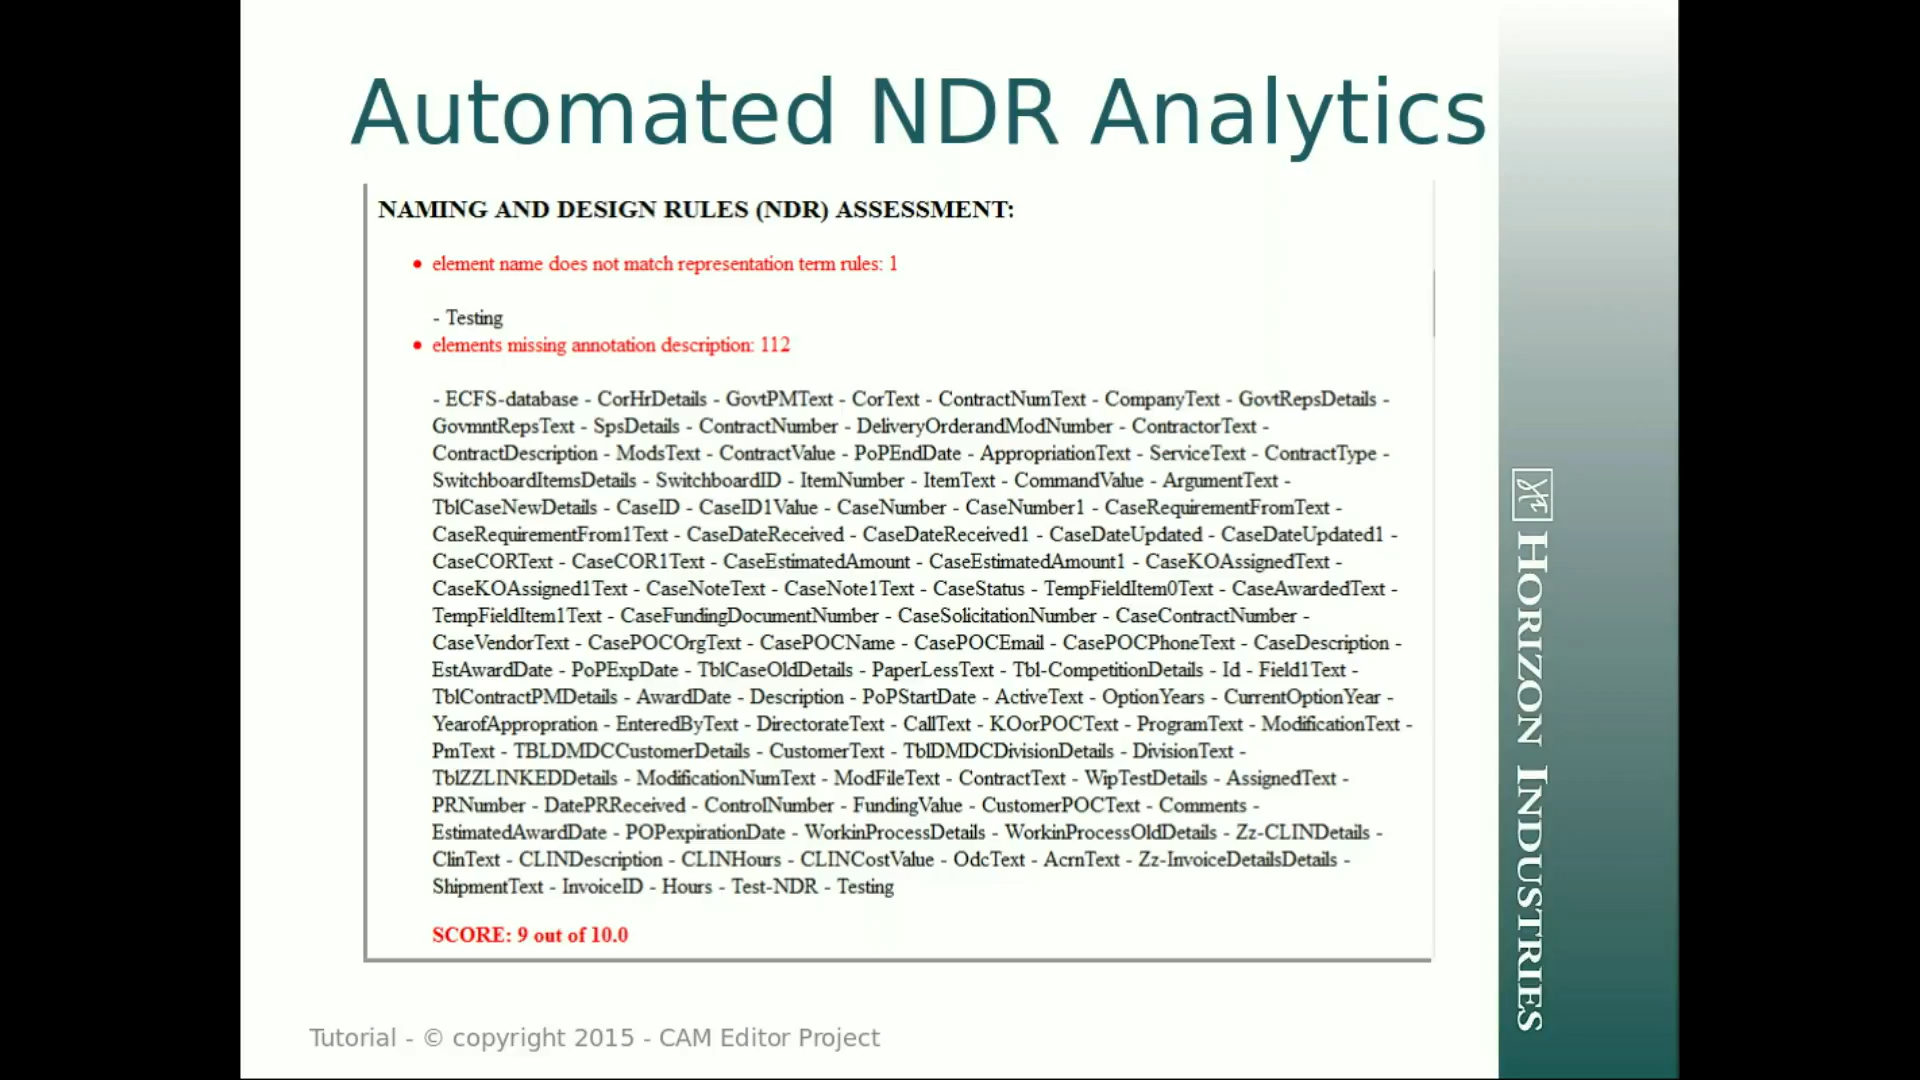 Automated NDR Analytics
NAMING AND DESIGN RULES (NDR) ASSESSMENT:
• element name does not match representation term rules: 1
- Testing
• elements missing annotation description: 112
- ECFS-database - CorHrDetails - GovtPMText - CorText - ContractNumText - CompanyText - GovtRepsDetails -
GovmntRepsText - SpsDetails - ContractNumber - DeliveryOrderandModNumber - ContractorText -
ContractDescription - ModsText - ContractValue - PoPEndDate - AppropriationText - ServiceText - ContractType -
SwitchboardItemsDetails - SwitchboardID - ItemNumber - ItemText - CommandValue - ArgumentText -
TblCaseNewDetails - CaseID - CaseID1Value - CaseNumber - CaseNumber1 - CaseRequirementFromText -
CaseRequirementFrom1Text - CaseDateReceived - CaseDateReceived1 - CaseDateUpdated - CaseDateUpdated1 -
CaseCORText - CaseCOR1Text - CaseEstimatedAmount - CaseEstimatedAmount1 - CaseKOAssignedText -
CaseKOAssigned1Text - CaseNoteText - CaseNote1Text - CaseStatus - TempFieldItem0Text - CaseAwardedText -
TempFieldItem1Text - CaseFundingDocumentNumber - CaseSolicitationNumber - CaseContractNumber -
CaseVendorText - CasePOCOrgText - CasePOCName - CasePOCEmail - CasePOCPhoneText - CaseDescription -
EstAwardDate - PoPExpDate - TblCaseOldDetails - PaperLessText - Tbl-CompetitionDetails - Id - Field1Text -
TblContractPMDetails - AwardDate - Description - PoPStartDate - ActiveText - OptionYears - CurrentOptionYear -
YearofAppropration - EnteredByText - DirectorateText - CallText - KOorPOCText - ProgramText - ModificationText -
PmText - TBLDMDCCustomerDetails - CustomerText - TblDMDCDivisionDetails - DivisionText -
TblZZLINKEDDetails - ModificationNumText - ModFileText - ContractText - WipTestDetails - AssignedText -
PRNumber - DatePRReceived - ControlNumber - FundingValue - CustomerPOCText - Comments -
EstimatedAwardDate - POPexpirationDate - WorkinProcessDetails - WorkinProcessOldDetails - Zz-CLINDetails -
ClinText - CLINDescription - CLINHours - CLINCostValue - OdcText - AcrnText - Zz-InvoiceDetailsDetails -
ShipmentText - InvoiceID - Hours - Test-NDR - Testing
SCORE: 9 out of 10.0
Tutorial - © copyright 2015 - CAM Editor Project
HORIZON INDUSTRIES